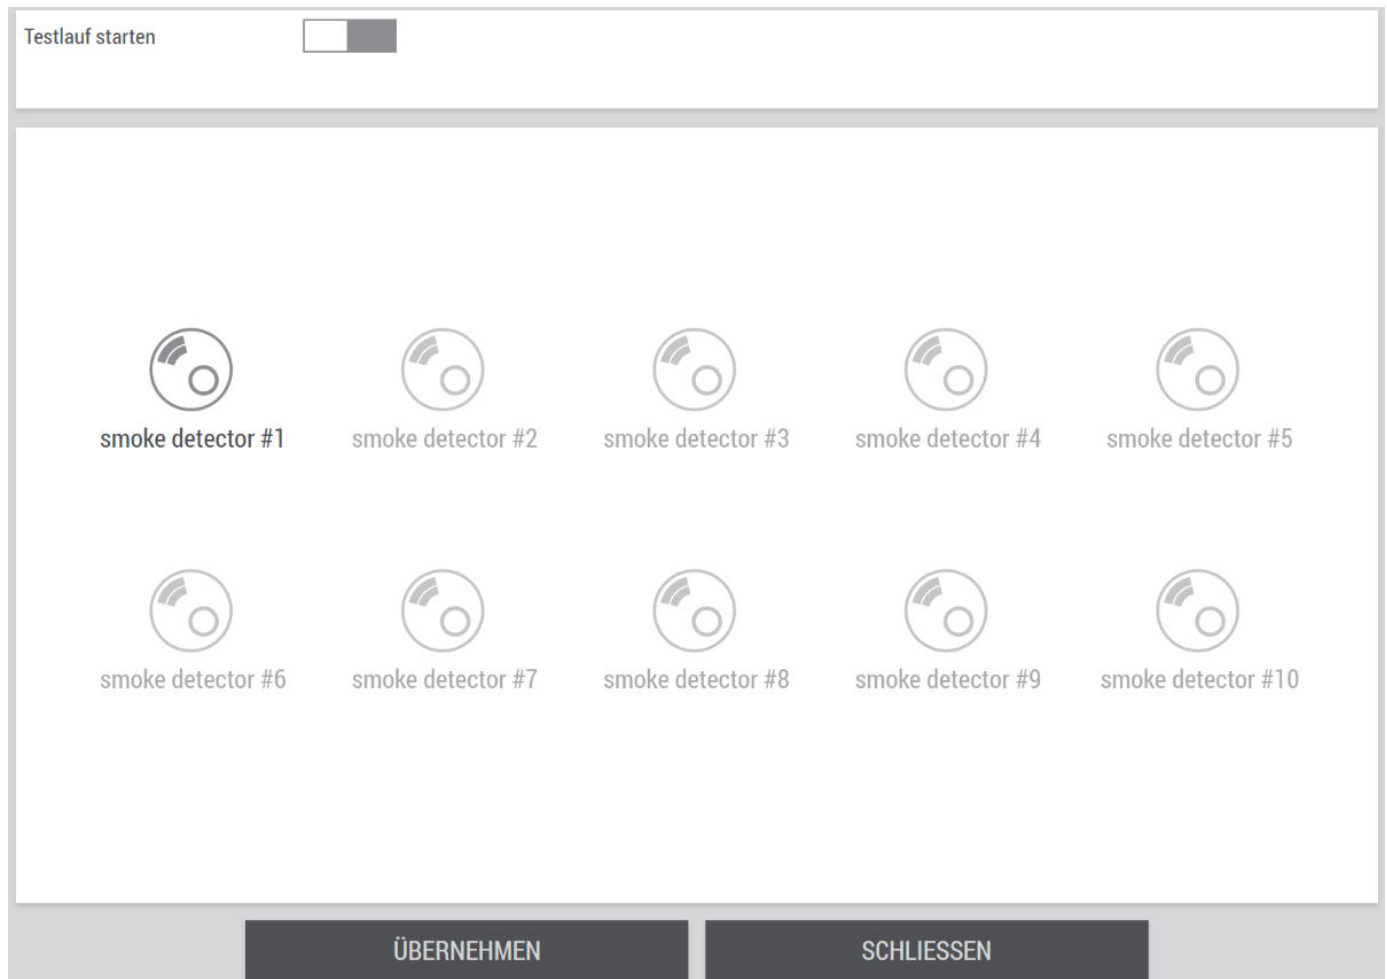 Testlauf starten
smoke detector #1
smoke detector #2
smoke detector #3
smoke detector #4
smoke detector #5
smoke detector #6
smoke detector #7
smoke detector #8
smoke detector #9
smoke detector #10
ÜBERNEHMEN
SCHLIESSEN